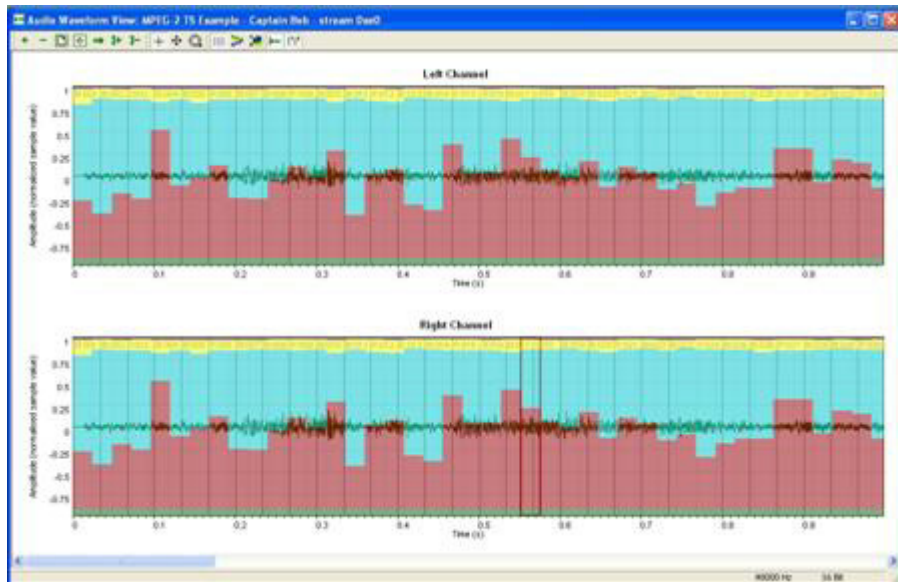 Audio Waveform View: MPEG-2 TS Example - Captain Bob - stream 0xe0
Left Channel
Amplitude (normalised sample value)
1
0.75
0.5
0.25
0
-0.25
-0.5
-0.75
0 0.1 0.2 0.3 0.4 0.5 0.6 0.7 0.8 0.9
Time (s)
Right Channel
Amplitude (normalised sample value)
1
0.75
0.5
0.25
0
-0.25
-0.5
-0.75
0 0.1 0.2 0.3 0.4 0.5 0.6 0.7 0.8 0.9
Time (s)
48000 Hz 16 Bit